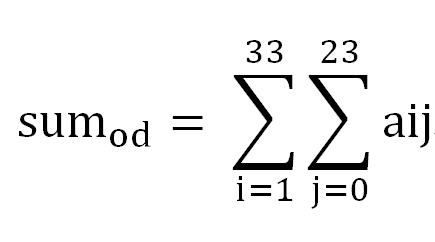 sum_od = ∑_{i=1}^{33} ∑_{j=0}^{23} aij